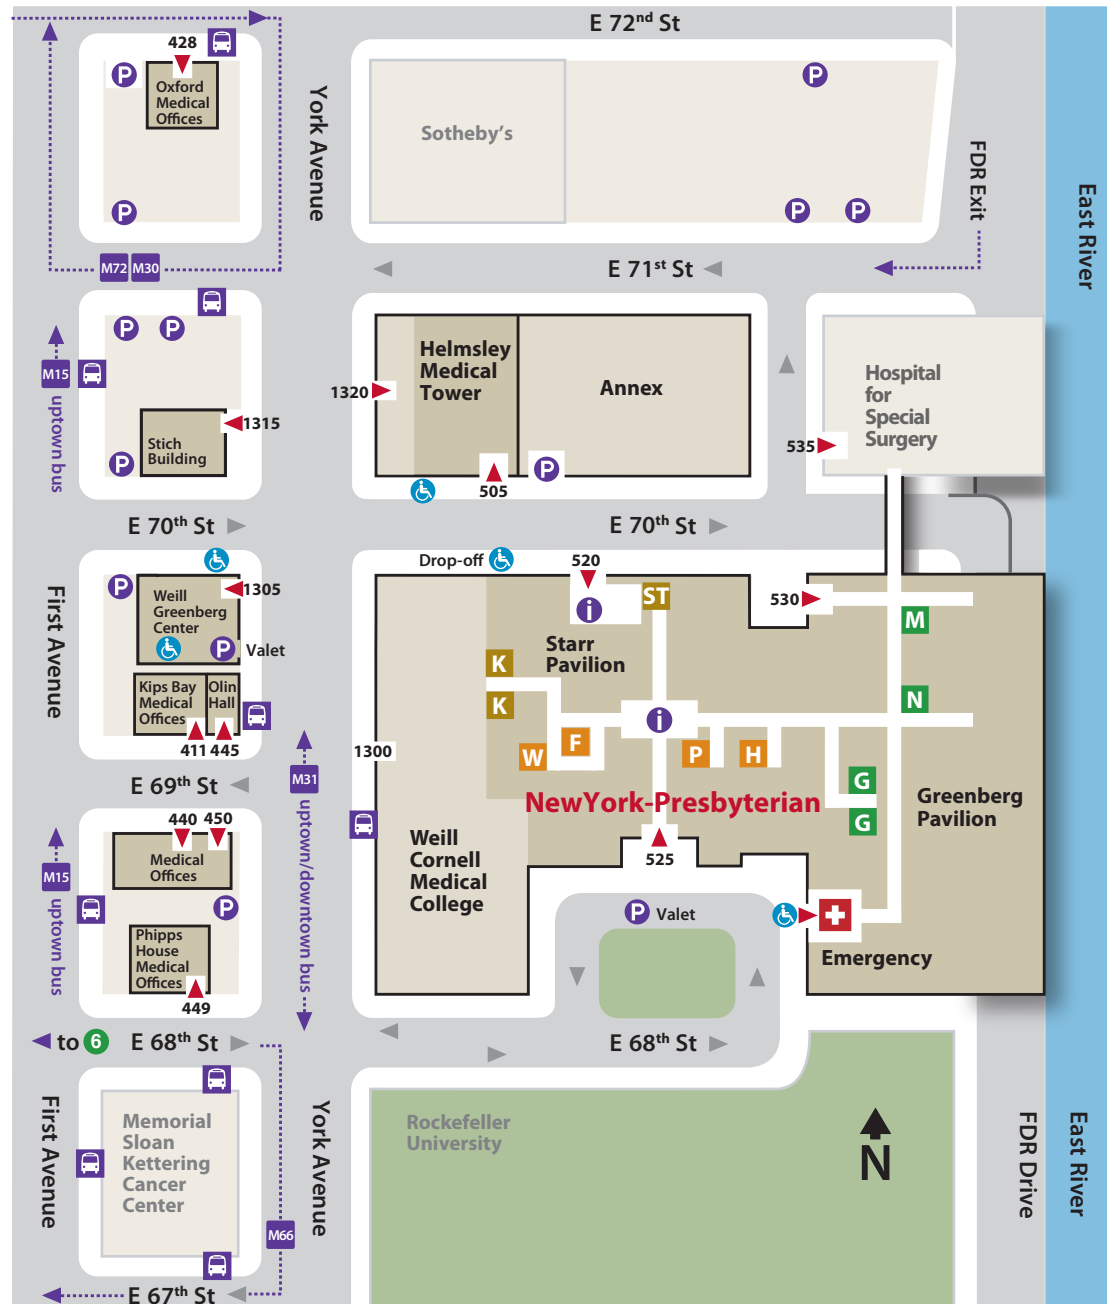 E 72nd St
428
P
Oxford
Medical
Offices
P
York Avenue
Sotheby's
P
P
P
FDR Exit
East River
M72 M30
E 71st St
P
P
M15
uptown bus
1315
Stich
Building
P
1320
Helmsley
Medical
Tower
Annex
505
P
Hospital
for
Special
Surgery
535
E 70th St
E 70th St
First Avenue
P
1305
Weill
Greenberg
Center
P
Valet
Kips Bay
Medical
Offices
Olin
Hall
411
445
Drop-off
520
i
ST
530
M
Starr
Pavilion
K
K
N
i
W
F
P
H
G
G
1300
NewYork-Presbyterian
Greenberg
Pavilion
525
E 69th St
M31
uptown/downtown bus
440
450
Medical
Offices
M15
uptown bus
P
Phipps
House
Medical
Offices
449
Weill
Cornell
Medical
College
P
Valet
Emergency
to 6
E 68th St
E 68th St
First Avenue
Memorial
Sloan
Kettering
Cancer
Center
M66
York Avenue
Rockefeller
University
N
FDR Drive
East River
E 67th St